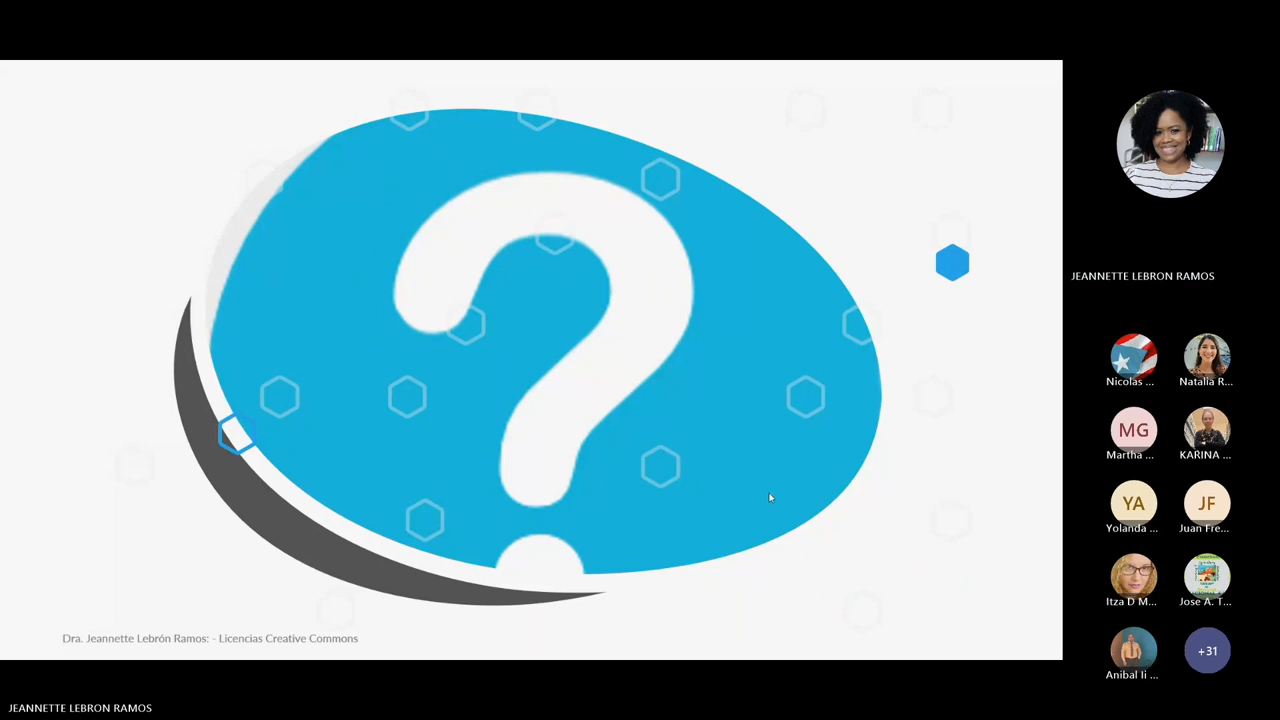 ?
Dra. Jeannette Lebrón Ramos: - Licencias Creative Commons
JEANNETTE LEBRON RAMOS
Nicolas ...
Natalia R...
MG
Martha ...
KARINA ...
YA
Yolanda ...
JF
Juan Fre...
Itza D M...
Jose A. T...
Anibal Ii ...
+31
JEANNETTE LEBRON RAMOS